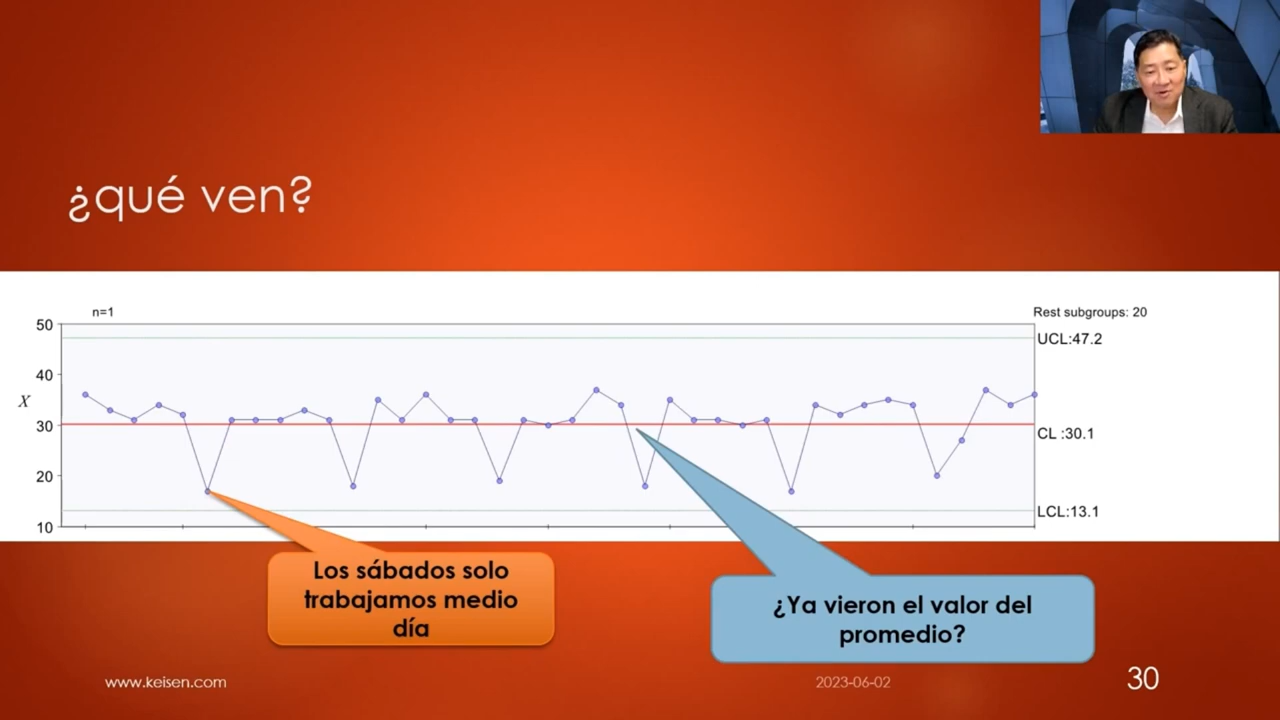 ¿qué ven?
n=1
Rest subgroups: 20
50
UCL:47.2
40
X
30
CL :30.1
20
LCL:13.1
10
Los sábados solo
trabajamos medio
día
¿Ya vieron el valor del
promedio?
www.keisen.com
2023-06-02
30